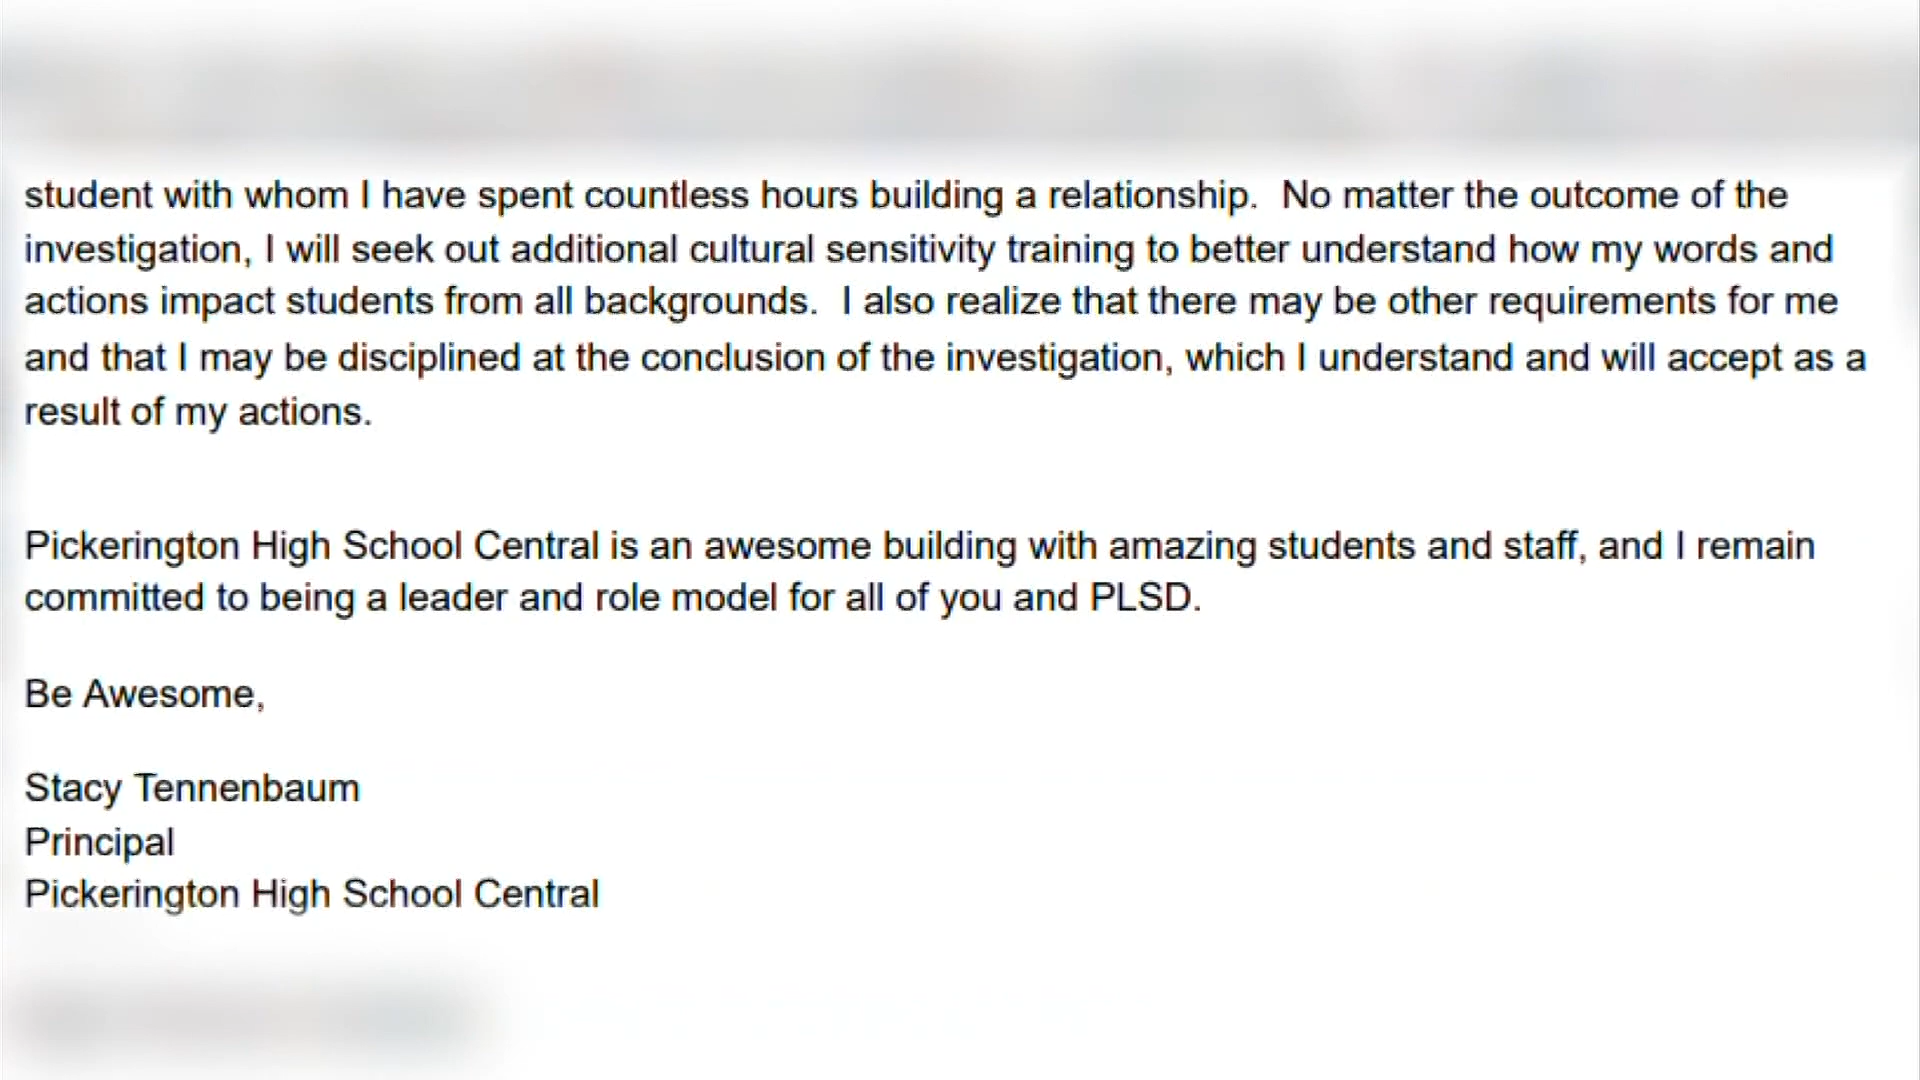 student with whom I have spent countless hours building a relationship.  No matter the outcome of the
investigation, I will seek out additional cultural sensitivity training to better understand how my words and
actions impact students from all backgrounds.  I also realize that there may be other requirements for me
and that I may be disciplined at the conclusion of the investigation, which I understand and will accept as a
result of my actions.
Pickerington High School Central is an awesome building with amazing students and staff, and I remain
committed to being a leader and role model for all of you and PLSD.
Be Awesome,
Stacy Tennenbaum
Principal
Pickerington High School Central